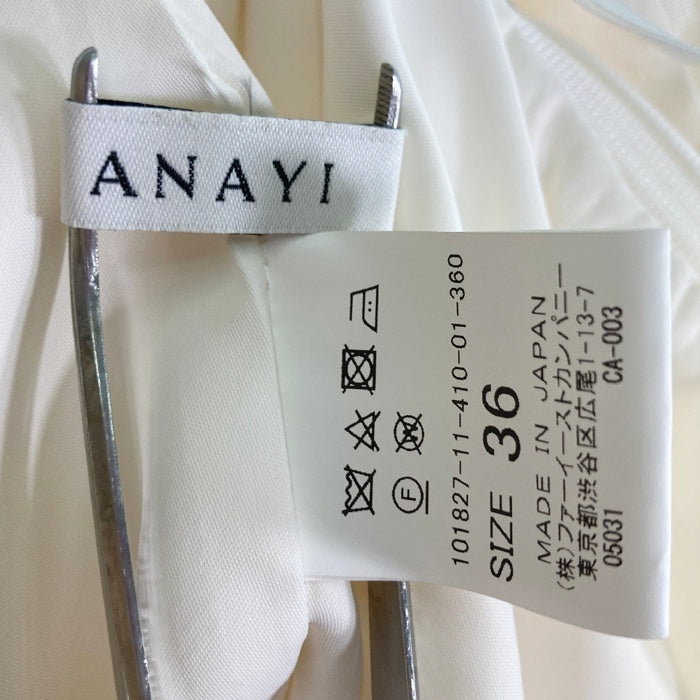 ANAYI
F
W
101827-11-410-01-360
SIZE 36
MADE IN JAPAN
(株)ファーイーストカンパニー
東京都渋谷区広尾1-13-7
05031 CA-003